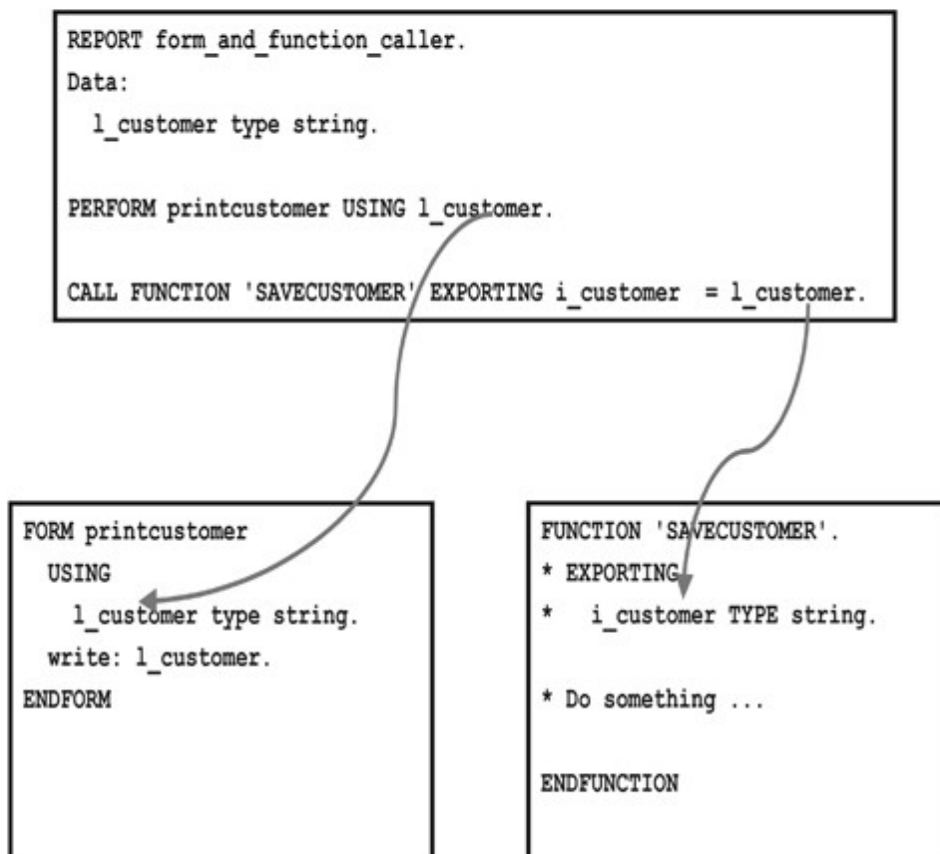 REPORT form_and_function_caller.
Data:
l_customer type string.
PERFORM printcustomer USING l_customer.
CALL FUNCTION 'SAVECUSTOMER' EXPORTING i_customer = l_customer.
FORM printcustomer
USING
l_customer type string.
write: l_customer.
ENDFORM
FUNCTION 'SAVECUSTOMER'.
* EXPORTING
* i_customer TYPE string.
* Do something ...
ENDFUNCTION